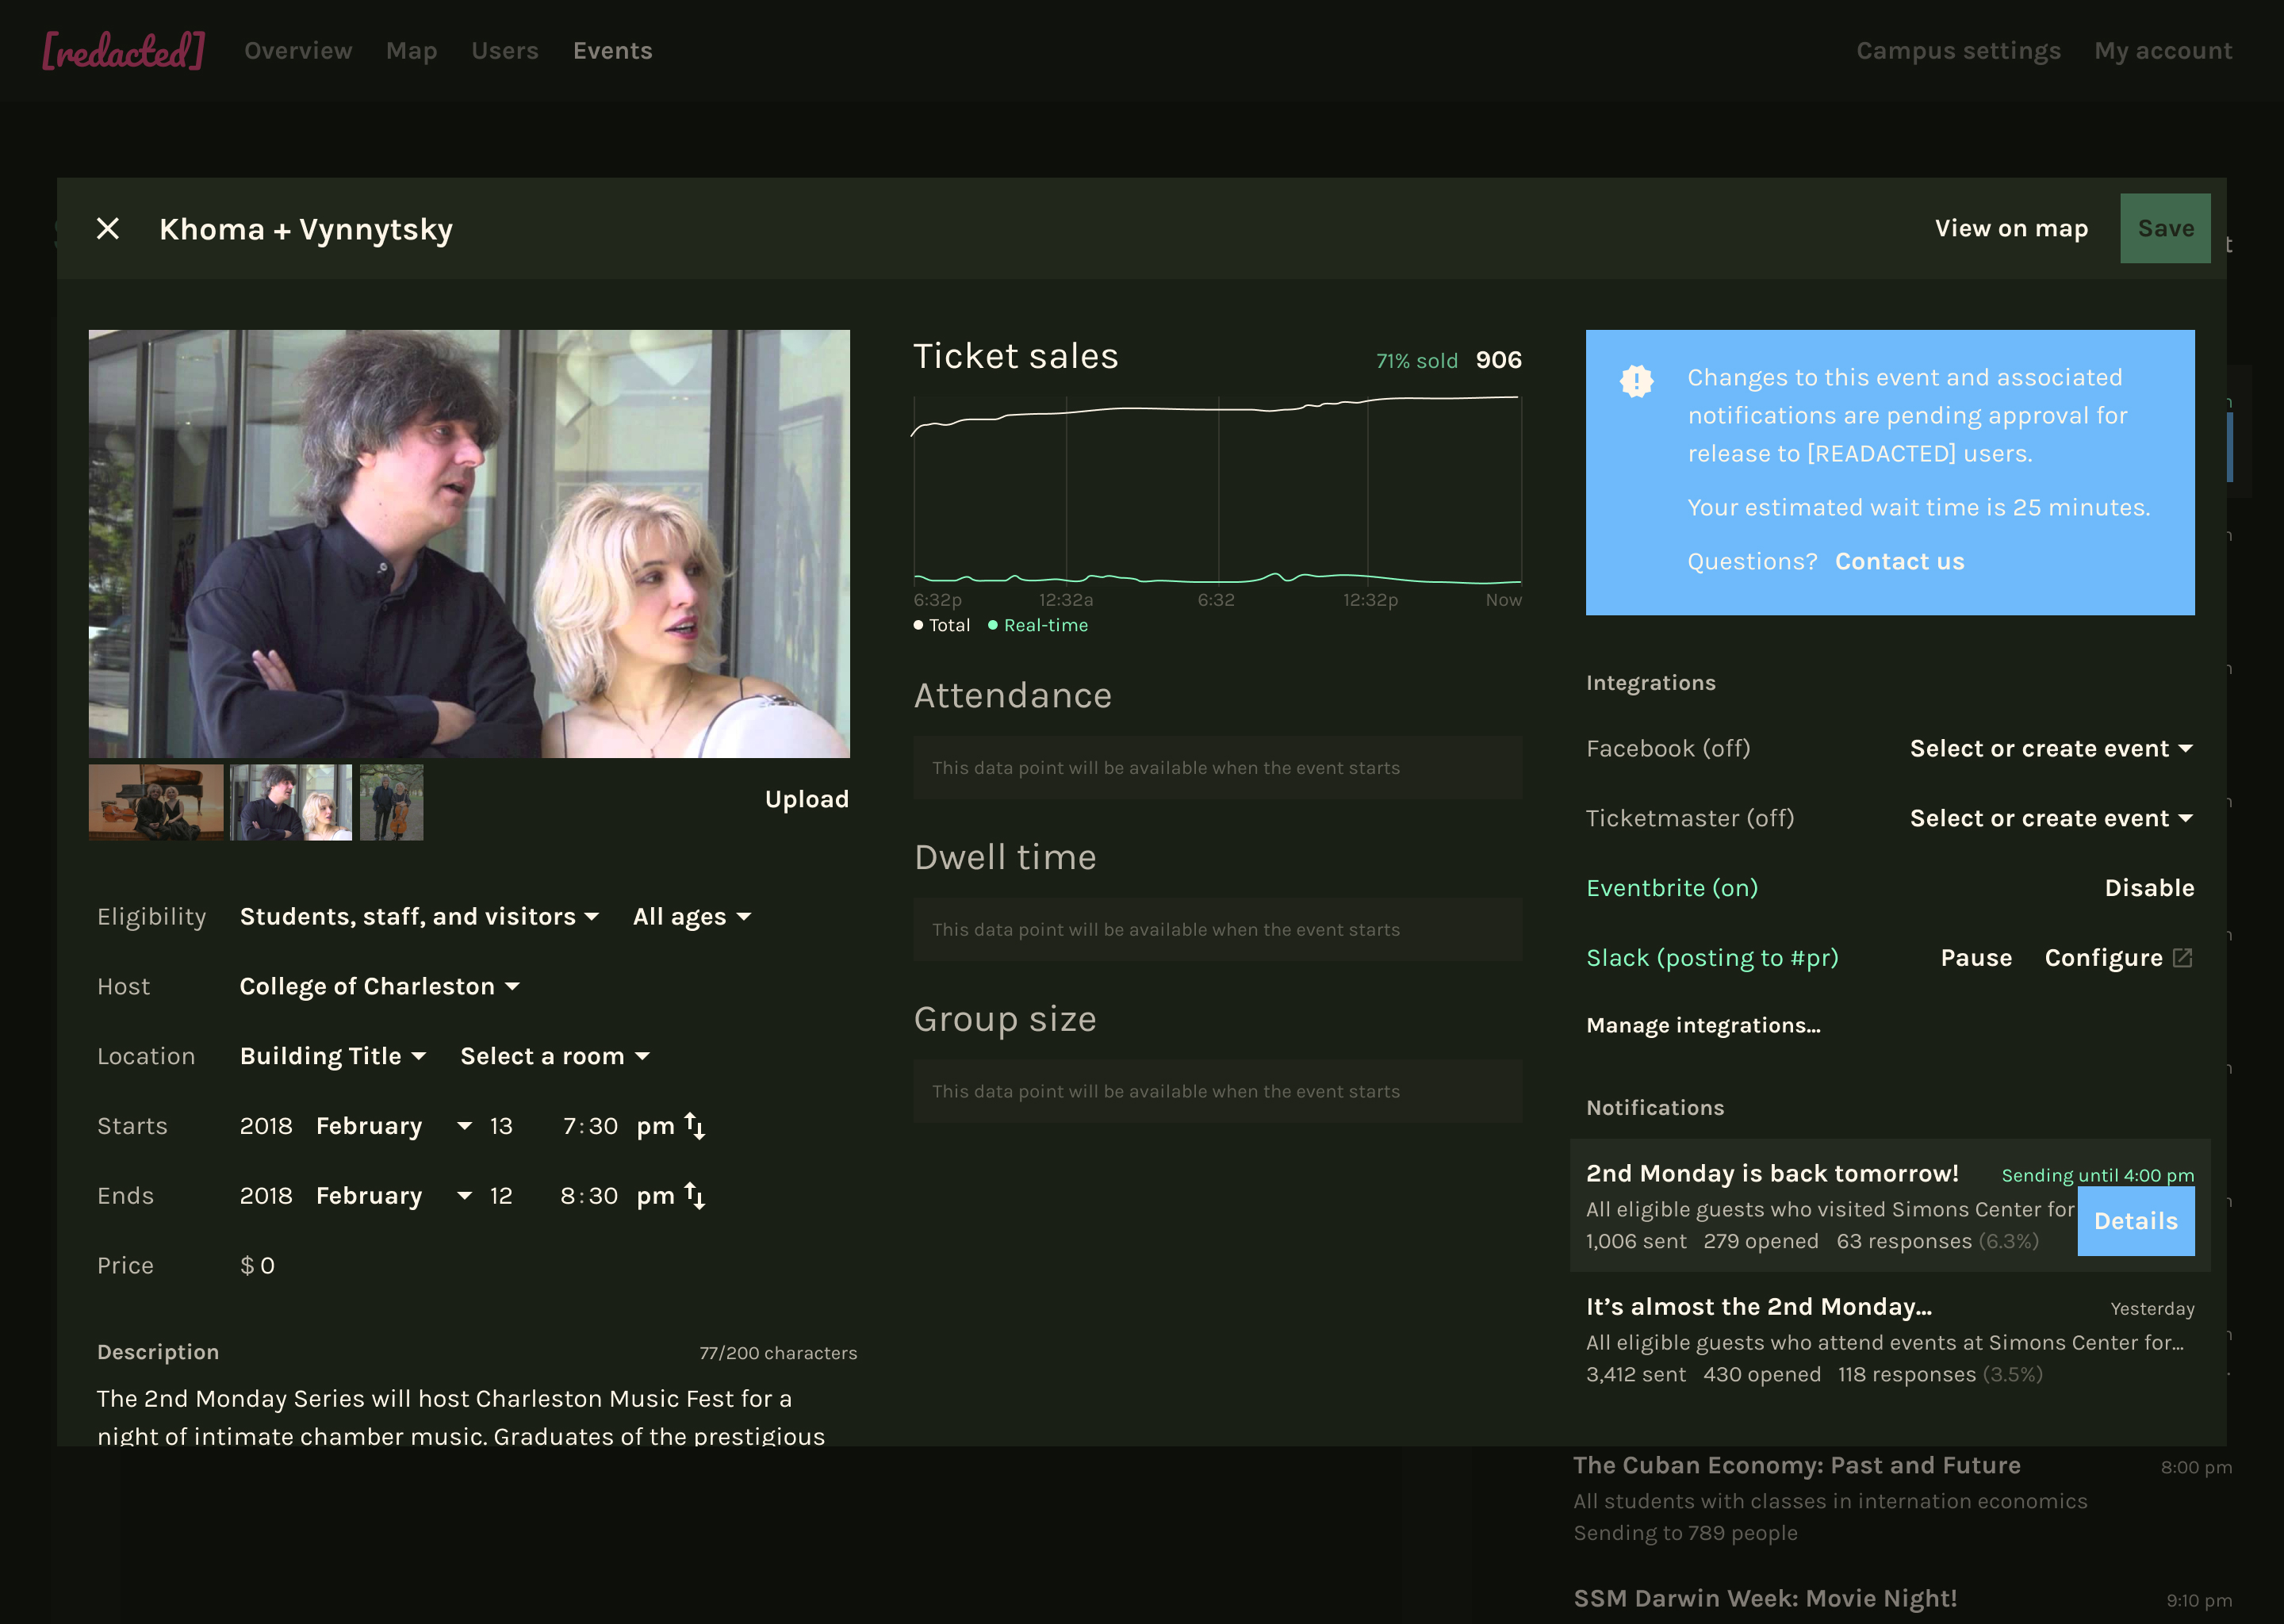 [redacted] Overview Map Users Events Campus settings My account
Khoma + Vynnytsky View on map Save
Upload
Eligibility Students, staff, and visitors All ages
Host College of Charleston
Location Building Title Select a room
Starts 2018 February 13 7:30 pm
Ends 2018 February 12 8:30 pm
Price $ 0
Description 77/200 characters
The 2nd Monday Series will host Charleston Music Fest for a
night of intimate chamber music. Graduates of the prestigious
Ticket sales 71% sold 906
6:32p 12:32a 6:32 12:32p Now
Total Real-time
Attendance
This data point will be available when the event starts
Dwell time
This data point will be available when the event starts
Group size
This data point will be available when the event starts
Changes to this event and associated
notifications are pending approval for
release to [READACTED] users.
Your estimated wait time is 25 minutes.
Questions? Contact us
Integrations
Facebook (off) Select or create event
Ticketmaster (off) Select or create event
Eventbrite (on) Disable
Slack (posting to #pr) Pause Configure
Manage integrations...
Notifications
2nd Monday is back tomorrow! Sending until 4:00 pm
All eligible guests who visited Simons Center for
1,006 sent 279 opened 63 responses (6.3%)
Details
It’s almost the 2nd Monday... Yesterday
All eligible guests who attend events at Simons Center for...
3,412 sent 430 opened 118 responses (3.5%)
The Cuban Economy: Past and Future 8:00 pm
All students with classes in internation economics
Sending to 789 people
SSM Darwin Week: Movie Night! 9:10 pm